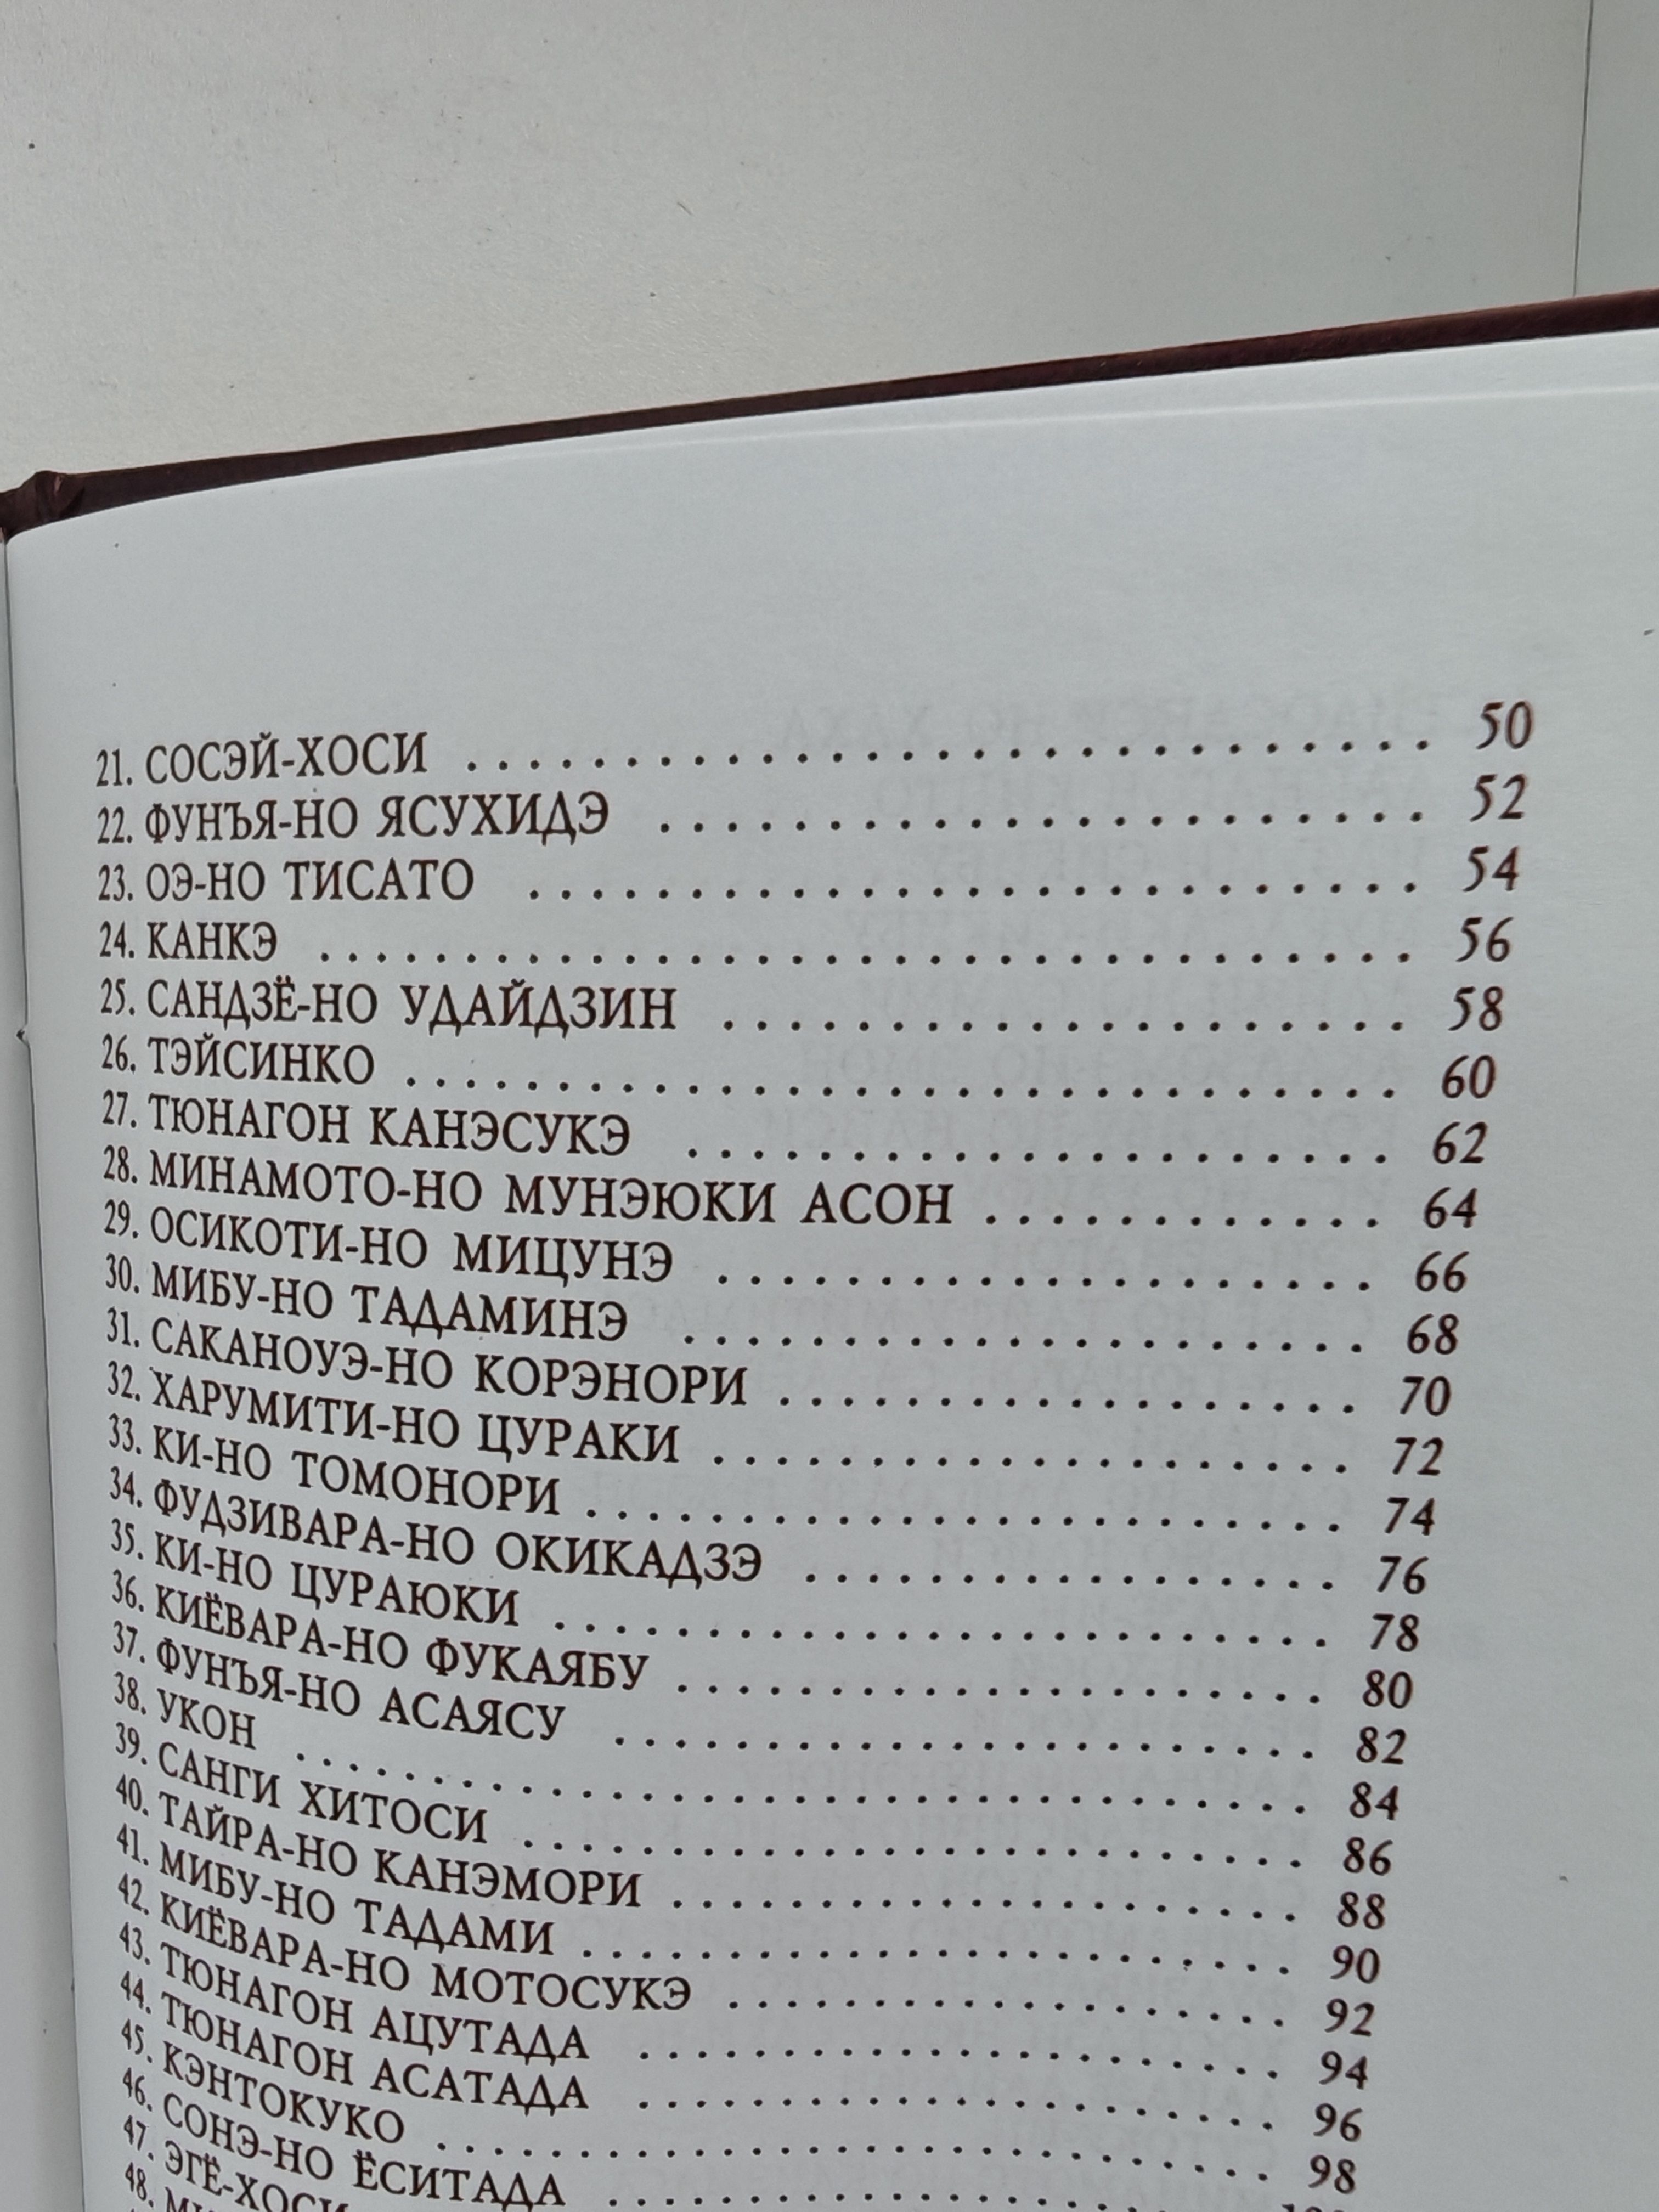 21. СОСЭЙ-ХОСИ . . . . . . . . . . . . . . . . . . . . . . . . . . . . . 50
22. ФУНЪЯ-НО ЯСУХИДЭ . . . . . . . . . . . . . . . . . . . . . . . 52
23. ОЭ-НО ТИСАТО . . . . . . . . . . . . . . . . . . . . . . . . . . . 54
24. КАНКЭ . . . . . . . . . . . . . . . . . . . . . . . . . . . . . . . . . . 56
25. САНДЗЁ-НО УДАЙДЗИН . . . . . . . . . . . . . . . . . . . . . 58
26. ТЭЙСИНКО . . . . . . . . . . . . . . . . . . . . . . . . . . . . . . . 60
27. ТЮНАГОН КАНЭСУКЭ . . . . . . . . . . . . . . . . . . . . . . 62
28. МИНАМОТО-НО МУНЭЮКИ АСОН . . . . . . . . . . . . . 64
29. ОСИКОТИ-НО МИЦУНЭ . . . . . . . . . . . . . . . . . . . . . 66
30. МИБУ-НО ТАДАМИНЭ . . . . . . . . . . . . . . . . . . . . . . 68
31. САКАНОУЭ-НО КОРЭНОРИ . . . . . . . . . . . . . . . . . . . 70
32. ХАРУМИТИ-НО ЦУРАКИ . . . . . . . . . . . . . . . . . . . . . 72
33. КИ-НО ТОМОНОРИ . . . . . . . . . . . . . . . . . . . . . . . . . 74
34. ФУДЗИВАРА-НО ОКИКАДЗЭ . . . . . . . . . . . . . . . . . . 76
35. КИ-НО ЦУРАЮКИ . . . . . . . . . . . . . . . . . . . . . . . . . . 78
36. КИЁВАРА-НО ФУКАЯБУ . . . . . . . . . . . . . . . . . . . . . . 80
37. ФУНЪЯ-НО АСАЯСУ . . . . . . . . . . . . . . . . . . . . . . . . 82
38. УКОН . . . . . . . . . . . . . . . . . . . . . . . . . . . . . . . . . . . 84
39. САНГИ ХИТОСИ . . . . . . . . . . . . . . . . . . . . . . . . . . . 86
40. ТАЙРА-НО КАНЭМОРИ . . . . . . . . . . . . . . . . . . . . . . 88
41. МИБУ-НО ТАДАМИ . . . . . . . . . . . . . . . . . . . . . . . . . 90
42. КИЁВАРА-НО МОТОСУКЭ . . . . . . . . . . . . . . . . . . . . 92
43. ТЮНАГОН АЦУТАДА . . . . . . . . . . . . . . . . . . . . . . . 94
44. ТЮНАГОН АСАТАДА . . . . . . . . . . . . . . . . . . . . . . . 96
45. КЭНТОКУКО . . . . . . . . . . . . . . . . . . . . . . . . . . . . . . 98
46. СОНЭ-НО ЁСИТАДА . . . . . . . . . . . . . . . . . . . . . . .
47. ЭГЁ-ХОСИ
48.